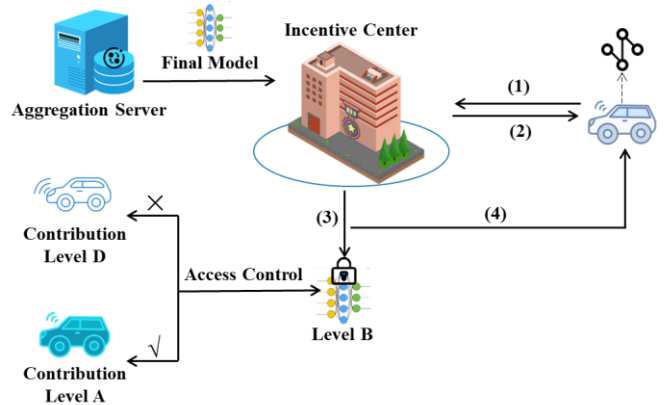 Incentive Center
Final Model
Aggregation Server
(1)
(2)
(3)
(4)
×
Contribution
Level D
Access Control
Level B
√
Contribution
Level A